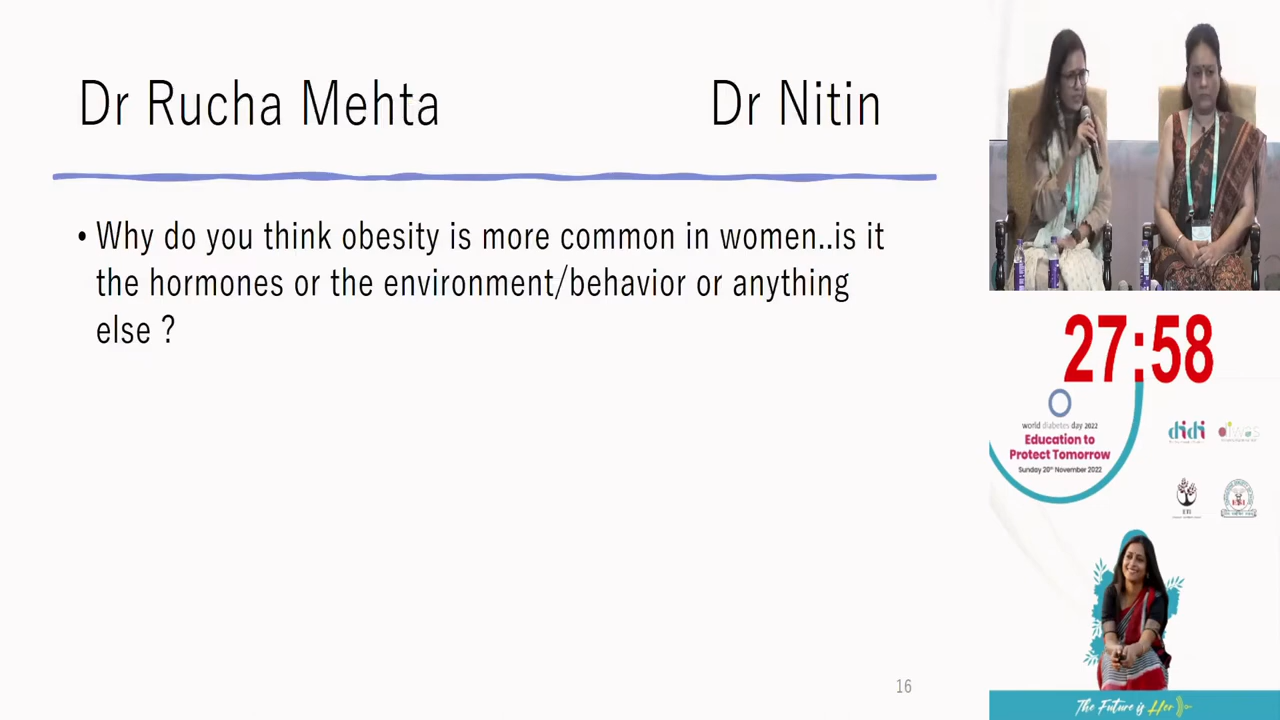 Dr Rucha Mehta
Dr Nitin
• Why do you think obesity is more common in women..is it
the hormones or the environment/behavior or anything
else ?
16
27:58
world diabetes day 2022
Education to
Protect Tomorrow
Sunday 20th November 2022
didi
The Future is Her